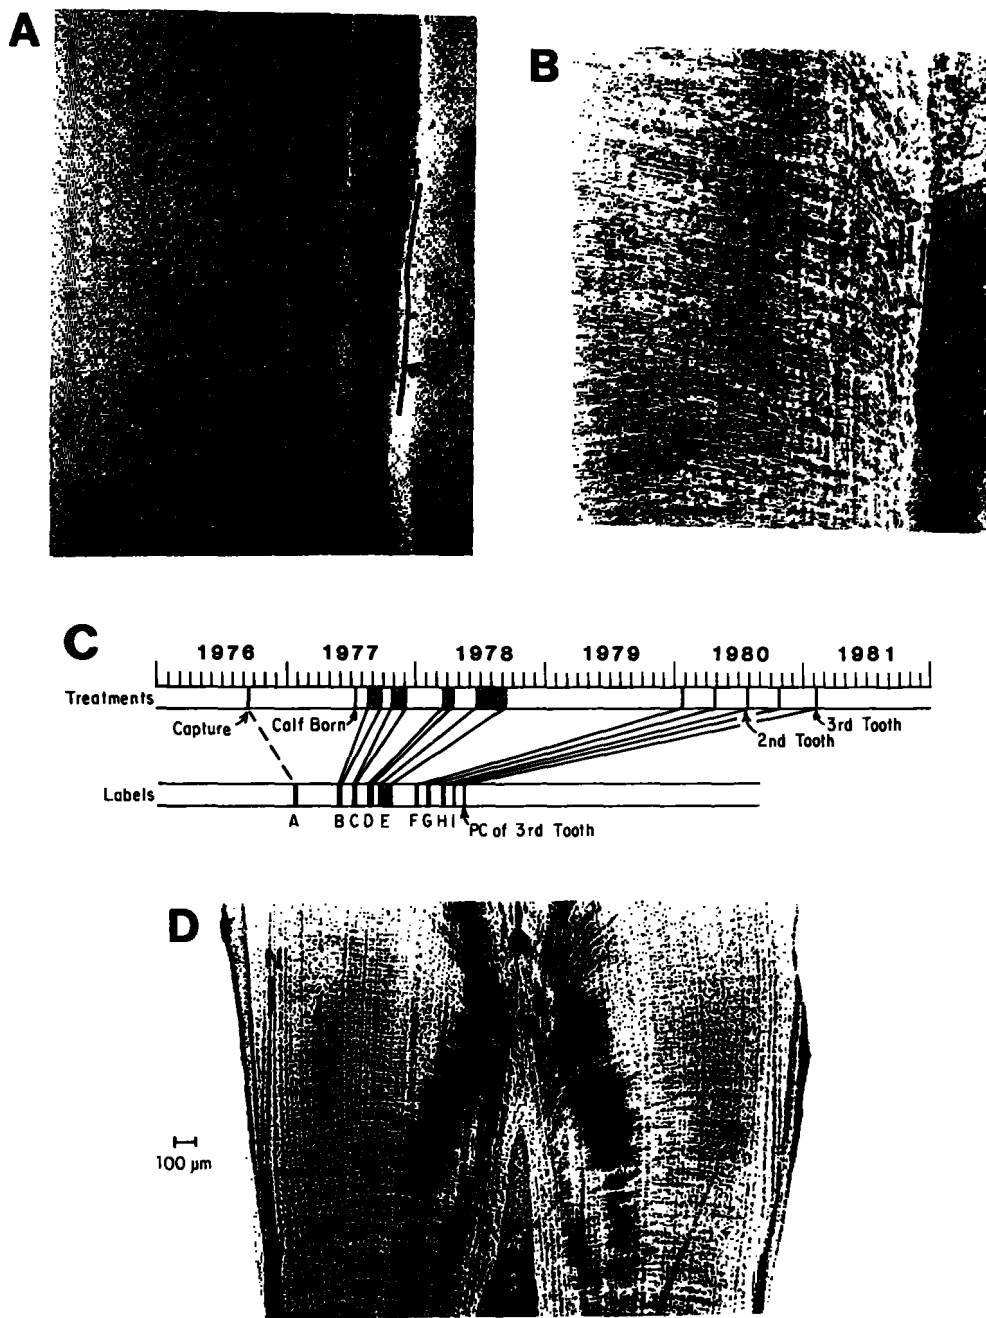 A
B
C
1976 1977 1978 1979 1980 1981
Treatments
Capture Calf Born 2nd Tooth 3rd Tooth
Labels
A B C D E F G H I PC of 3rd Tooth
D
100 µm